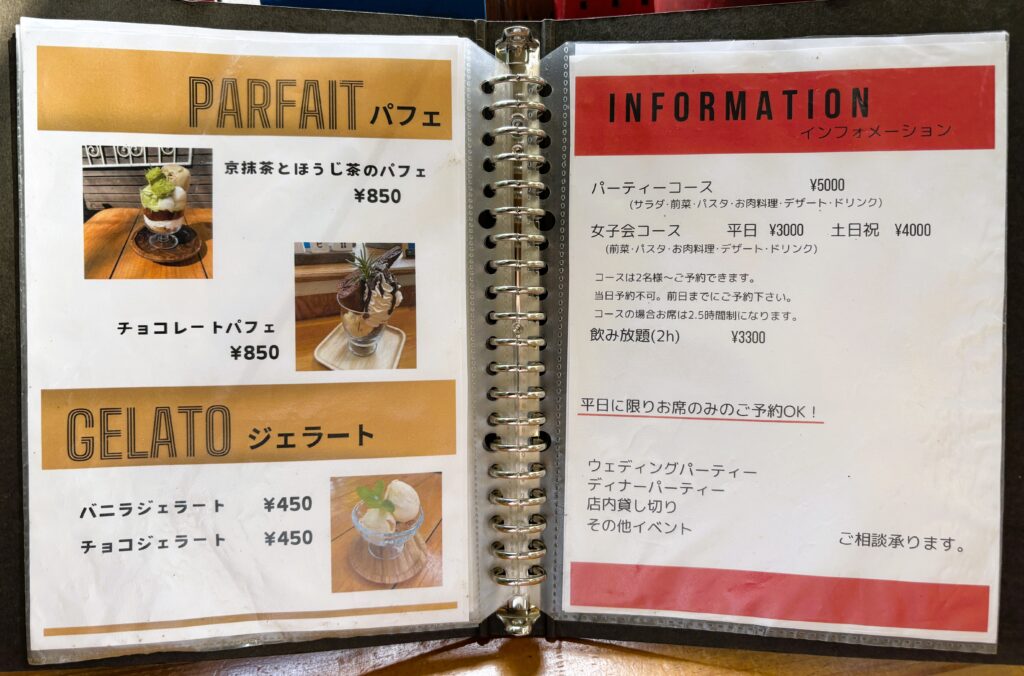 PARFAIT パフェ
京抹茶とほうじ茶のパフェ
¥850
チョコレートパフェ
¥850
GELATO ジェラート
バニラジェラート ¥450
チョコジェラート ¥450
INFORMATION
インフォメーション
パーティーコース ¥5000
(サラダ・前菜・パスタ・お肉料理・デザート・ドリンク)
女子会コース 平日 ¥3000 土日祝 ¥4000
(前菜・パスタ・お肉料理・デザート・ドリンク)
コースは2名様～ご予約できます。
当日予約不可。前日までにご予約下さい。
コースの場合お席は2.5時間制になります。
飲み放題(2h) ¥3300
平日に限りお席のみのご予約OK！
ウェディングパーティー
ディナーパーティー
店内貸し切り
その他イベント
ご相談承ります。